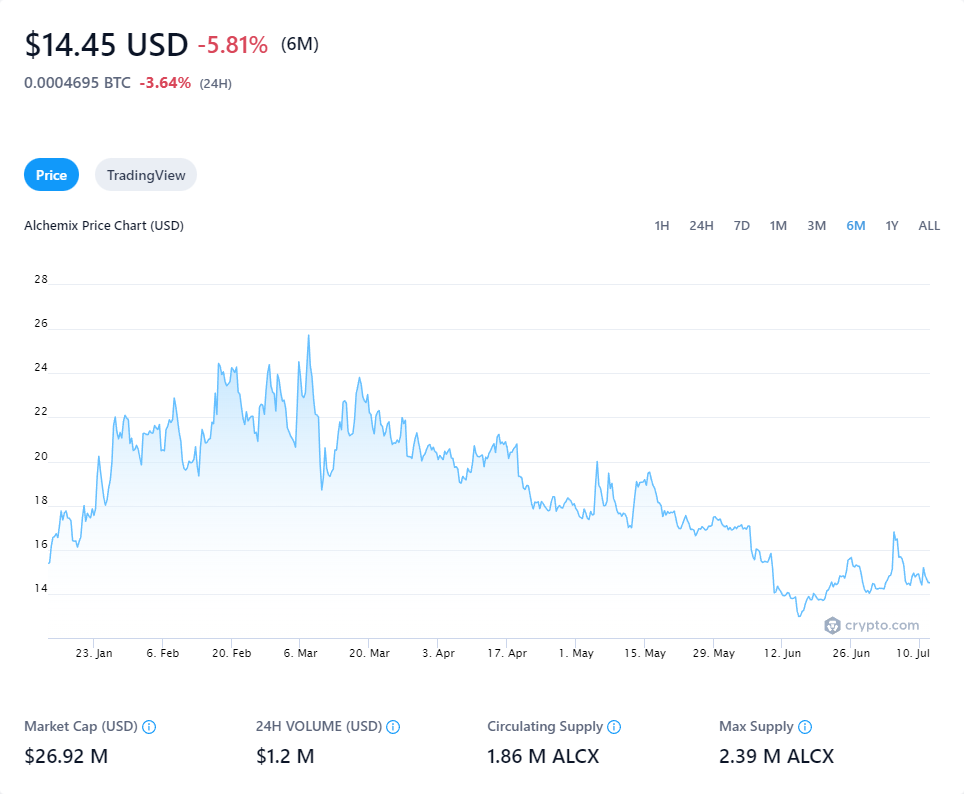 $14.45 USD -5.81% (6M)
0.0004695 BTC -3.64% (24H)
Price TradingView
Alchemix Price Chart (USD) 1H 24H 7D 1M 3M 6M 1Y ALL
28
26
24
22
20
18
16
14
crypto.com
23. Jan 6. Feb 20. Feb 6. Mar 20. Mar 3. Apr 17. Apr 1. May 15. May 29. May 12. Jun 26. Jun 10. Jul
Market Cap (USD) 24H VOLUME (USD) Circulating Supply Max Supply
$26.92 M $1.2 M 1.86 M ALCX 2.39 M ALCX